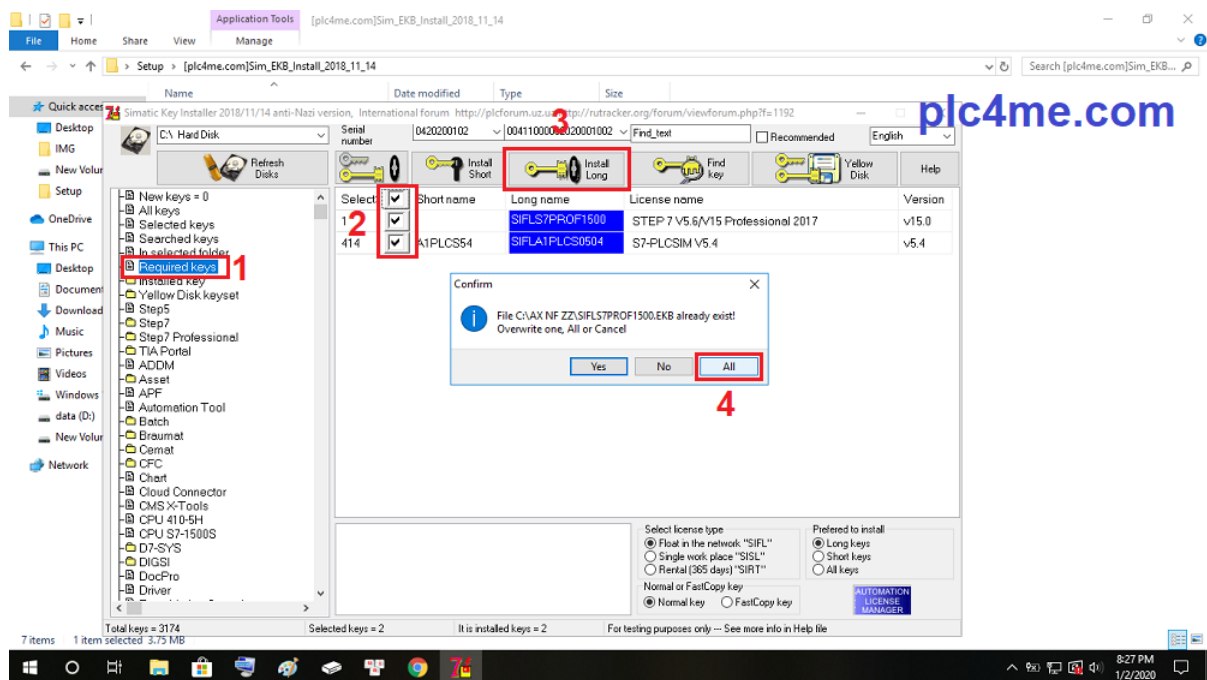 Application Tools
[plc4me.com]Sim_EKB_Install_2018_11_14
File
Home
Share
View
Manage
Setup > [plc4me.com]Sim_EKB_Install_2018_11_14
Search [plc4me.com]Sim_EKB...
Name
Date modified
Type
Size
Quick acces
Desktop
IMG
New Volur
Setup
OneDrive
This PC
Desktop
Document
Download
Music
Pictures
Videos
Windows
data (D:)
New Volur
Network
plc4me.com
Simatic Key Installer 2018/11/14 anti-Nazi version, International forum http://plcforum.uz.ua
rutracker.org/forum/viewforum.php?f=1192
C:\ Hard Disk
Serial
number
0420200102
Find_text
Recommended
English
3
Refresh
Disks
Install
Short
Install
Long
Find
key
Yellow
Disk
Help
New keys = 0
All keys
Selected keys
Searched keys
In selected folder
Required keys
1
Installed key
Yellow Disk keyset
Step5
Step7
Step7 Professional
TIA Portal
ADDM
Asset
APF
Automation Tool
Batch
Braumat
Cemat
CFC
Chart
Cloud Connector
CMS X-Tools
CPU 410-5H
CPU S7-1500S
D7-SYS
DIGSI
DocPro
Driver
Select
Short name
Long name
License name
Version
2
SIFLS7PROF1500
STEP 7 V5.6/V15 Professional 2017
v15.0
414
A1PLCS54
SIFLA1PLCS0504
S7-PLCSIM V5.4
v5.4
Confirm
File C:\AX NF ZZ\SIFLS7PROF1500.EKB already exist!
Overwrite one, All or Cancel
Yes
No
All
4
Select license type
Float in the network "SIFL"
Single work place "SISL"
Rental (365 days) "SIRT"
Prefered to install
Long keys
Short keys
All keys
Normal or FastCopy key
Normal key
FastCopy key
AUTOMATION
LICENSE
MANAGER
Total keys = 3174
Selected keys = 2
It is installed keys = 2
For testing purposes only --- See more info in Help file
7 items
1 item selected 3.75 MB
8:27 PM
1/2/2020